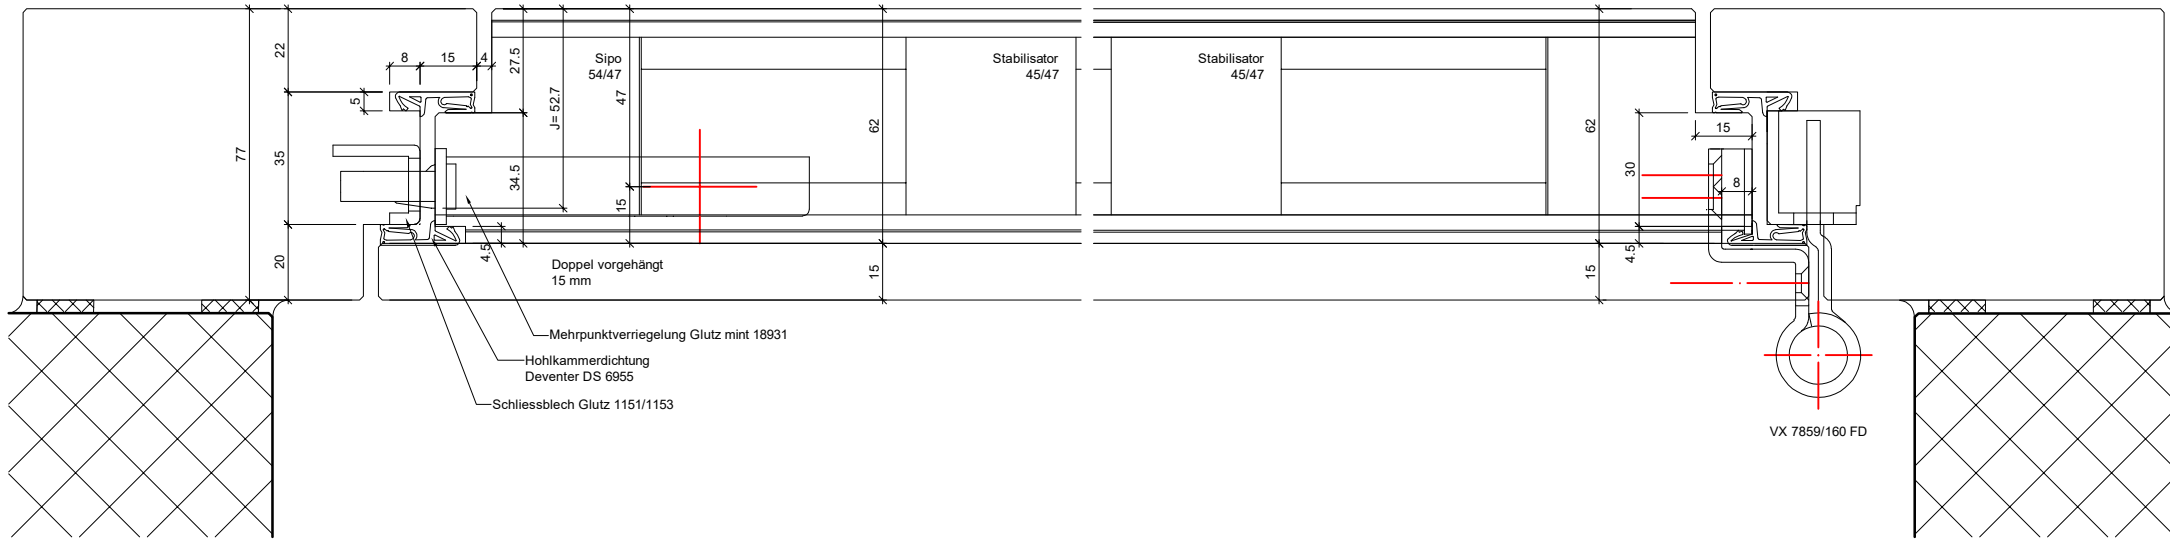 77
22
35
20
8
15
4
5
27.5
34.5
4.5
J= 52.7
Sipo
54/47
47
15
62
15
Stabilisator
45/47
Stabilisator
45/47
62
15
15
30
8
4.5
Doppel vorgehängt
15 mm
Mehrpunktverriegelung Glutz mint 18931
Hohlkammerdichtung
Deventer DS 6955
Schliessblech Glutz 1151/1153
VX 7859/160 FD